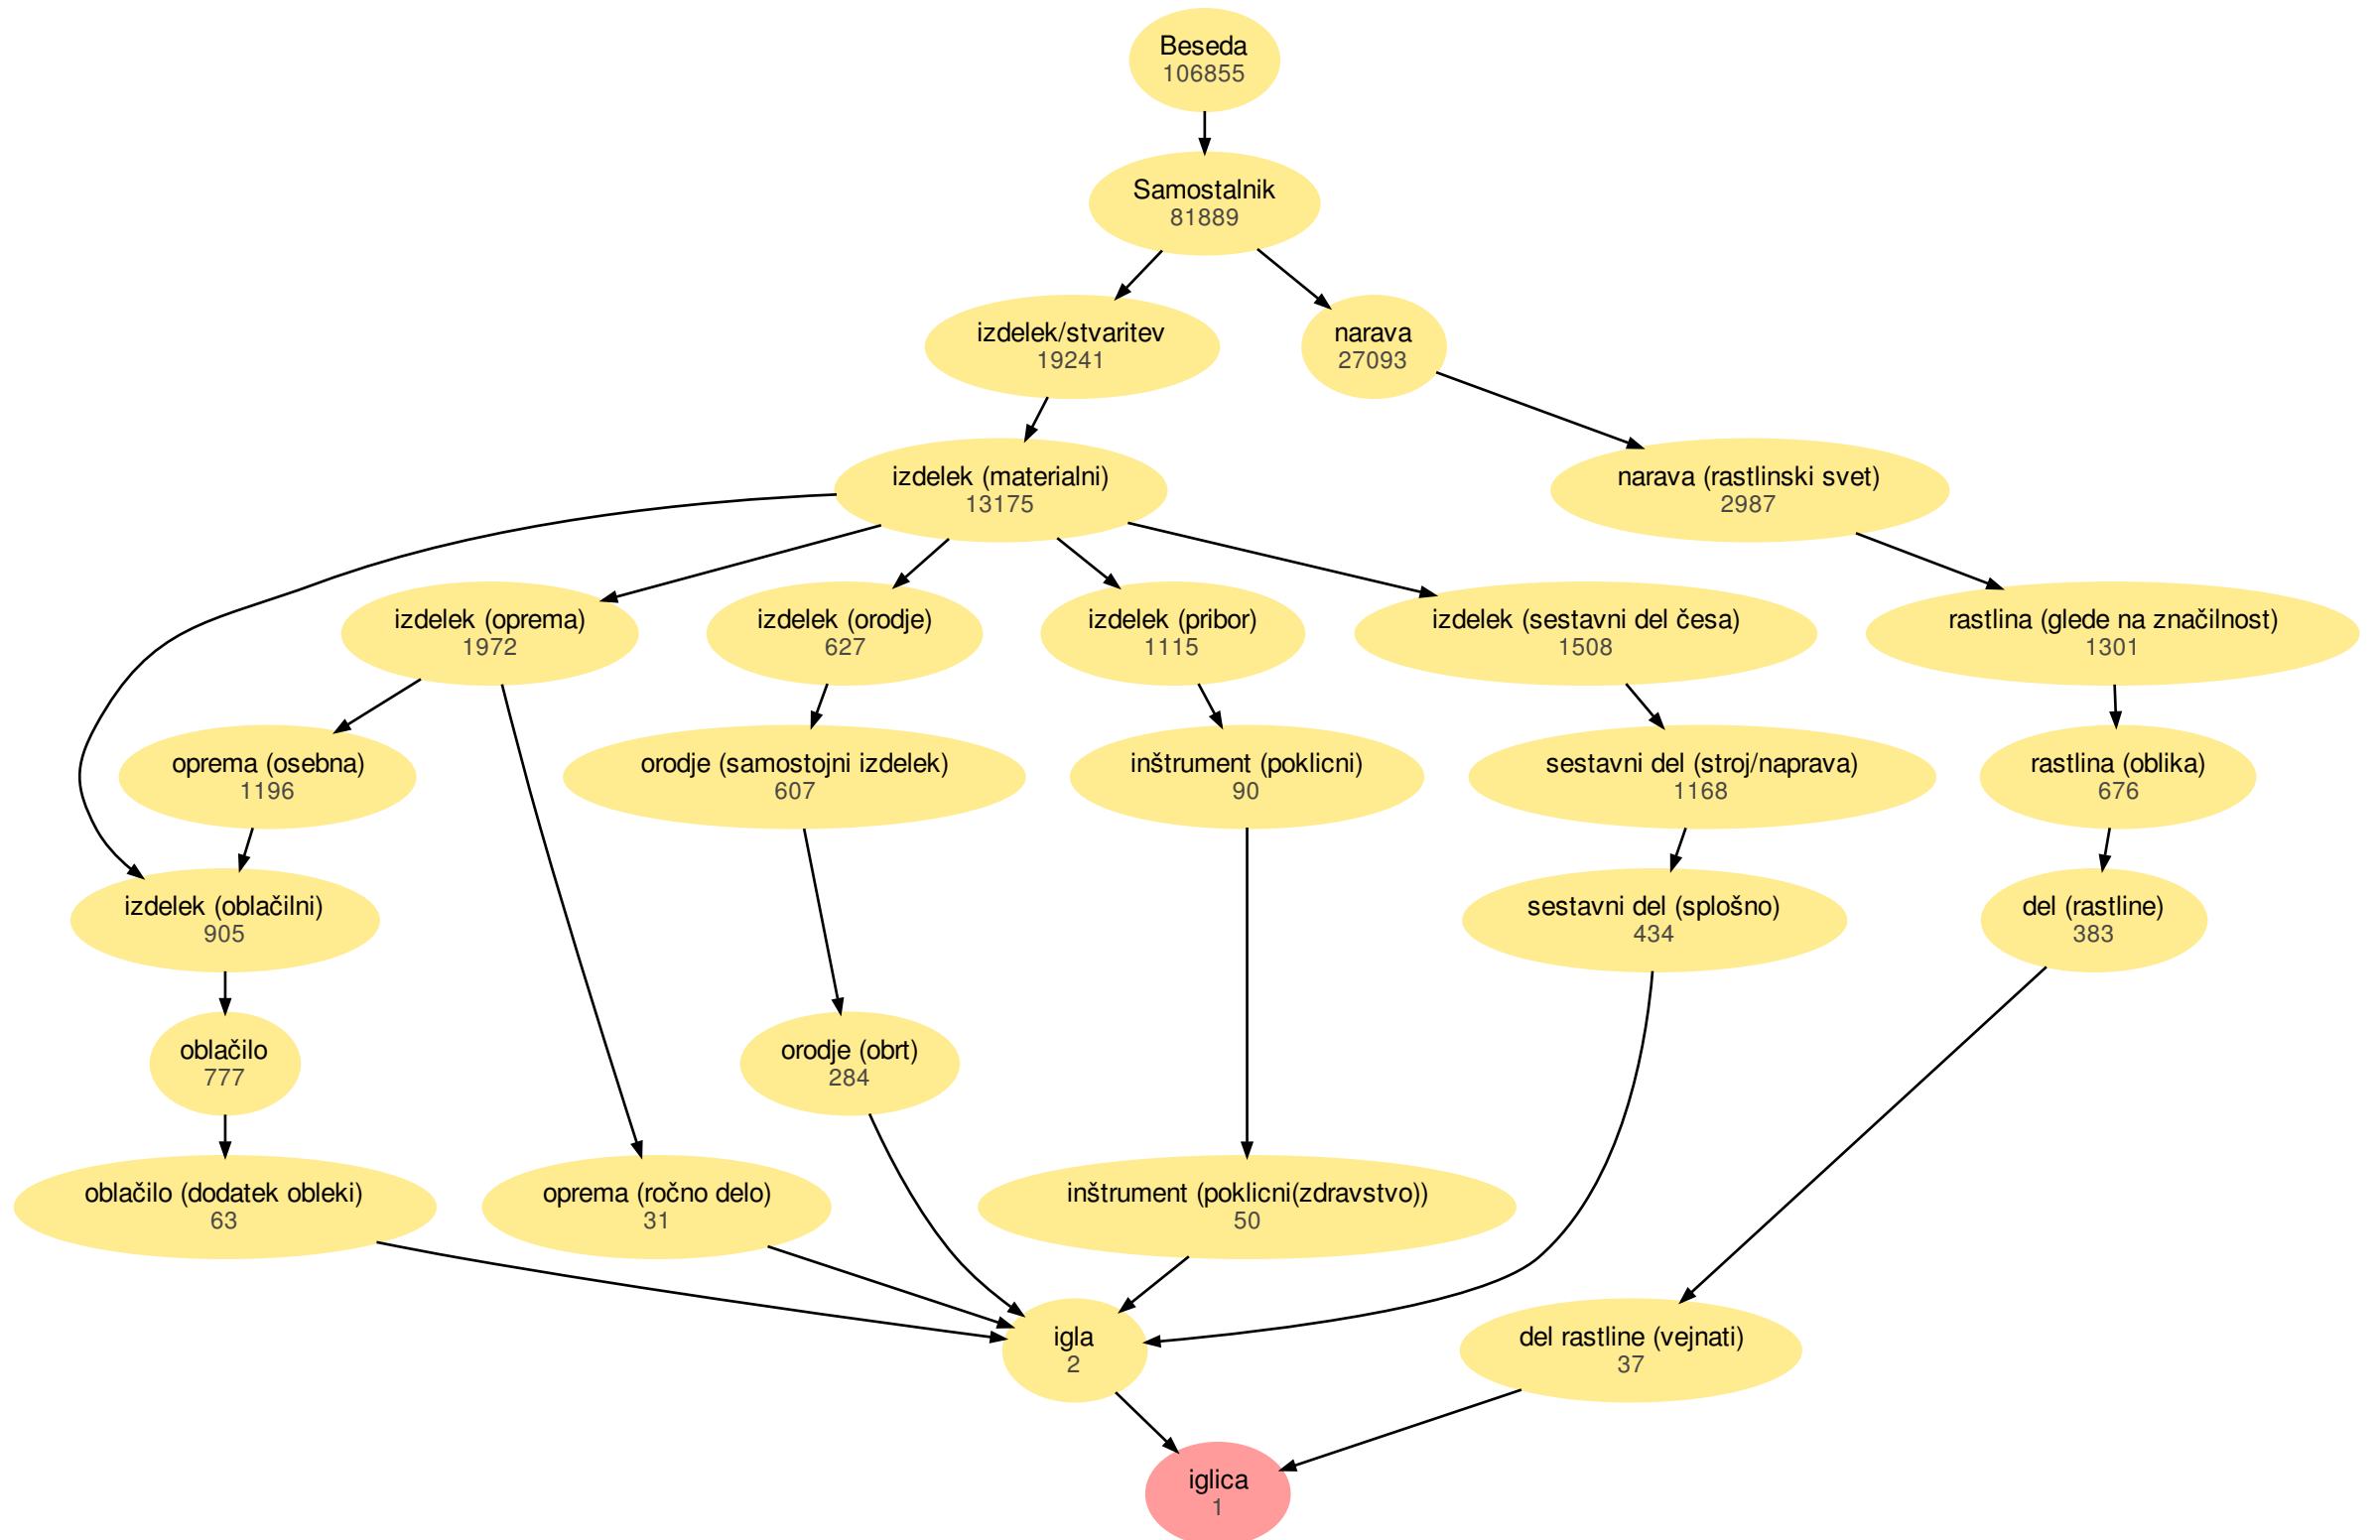 Beseda
106855
Samostalnik
81889
izdelek/stvaritev
19241
narava
27093
izdelek (materialni)
13175
narava (rastlinski svet)
2987
izdelek (oprema)
1972
izdelek (orodje)
627
izdelek (pribor)
1115
izdelek (sestavni del česa)
1508
rastlina (glede na značilnost)
1301
oprema (osebna)
1196
orodje (samostojni izdelek)
607
inštrument (poklicni)
90
sestavni del (stroj/naprava)
1168
rastlina (oblika)
676
izdelek (oblačilni)
905
sestavni del (splošno)
434
del (rastline)
383
oblačilo
777
orodje (obrt)
284
oblačilo (dodatek obleki)
63
oprema (ročno delo)
31
inštrument (poklicni(zdravstvo))
50
igla
2
del rastline (vejnati)
37
iglica
1